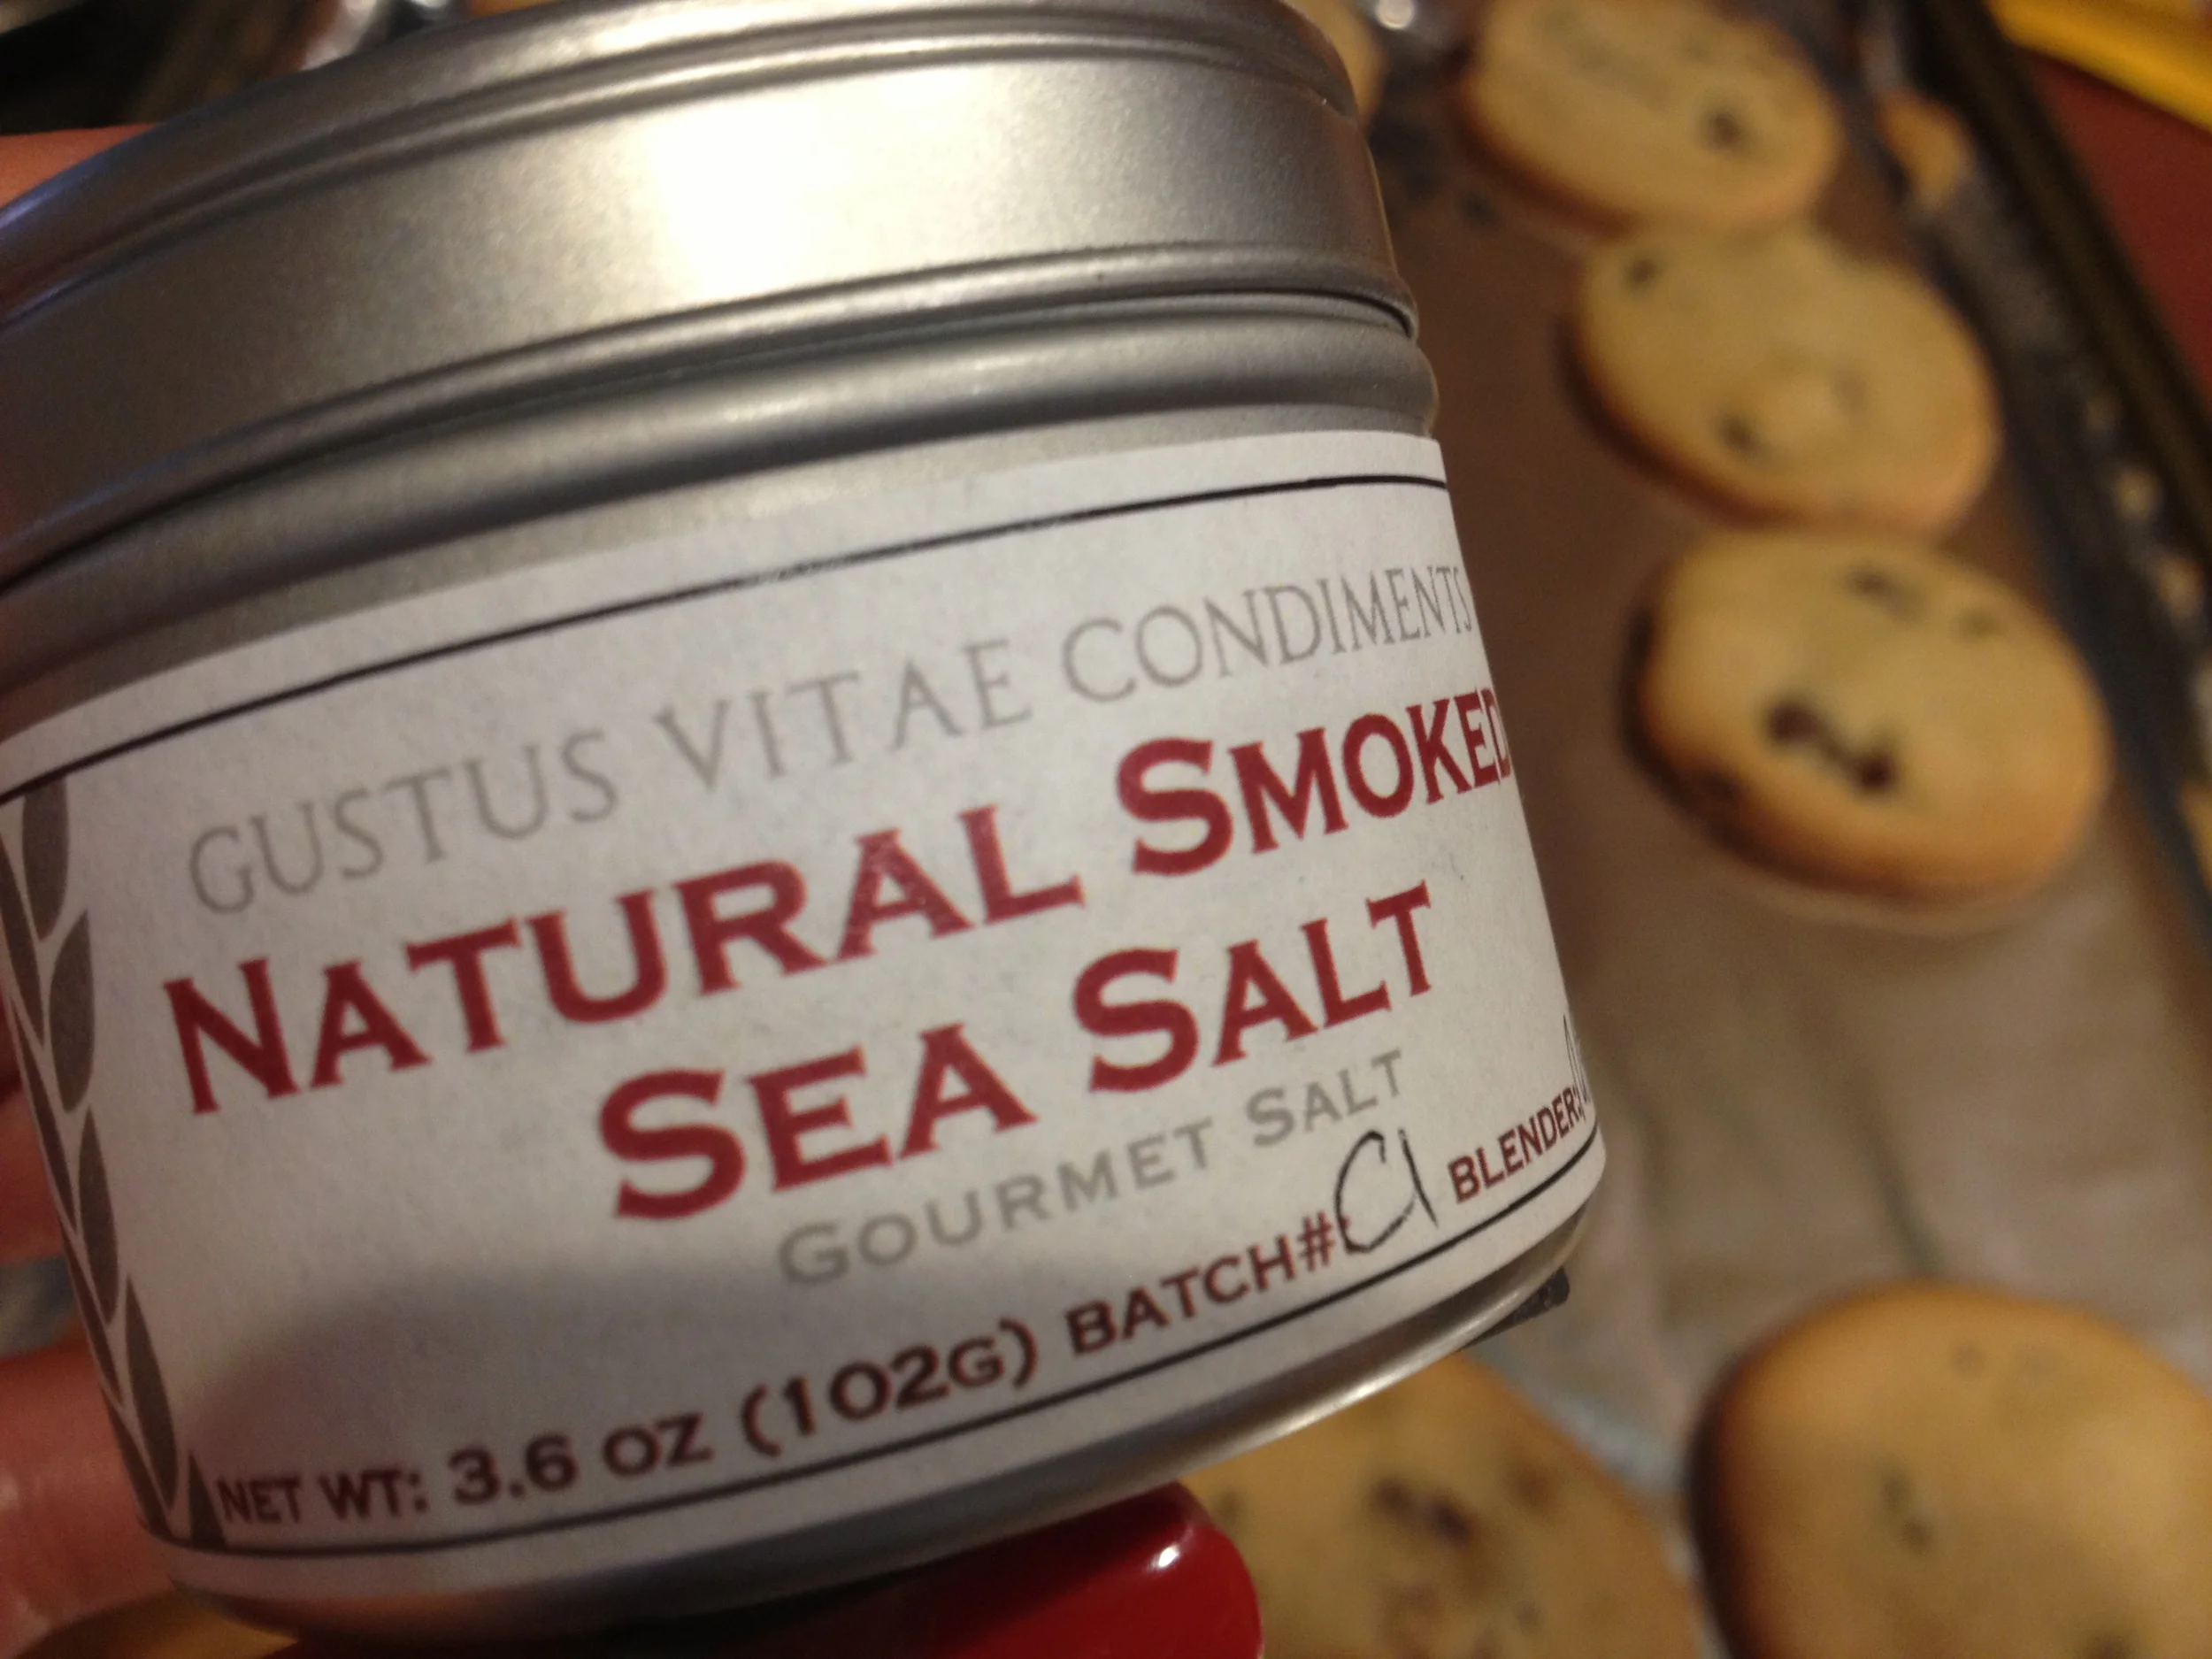 GUSTUS VITAE CONDIMENTS
NATURAL SMOKED
SEA SALT
GOURMET SALT
NET WT: 3.6 OZ (102G) BATCH#: C1 BLENDER: